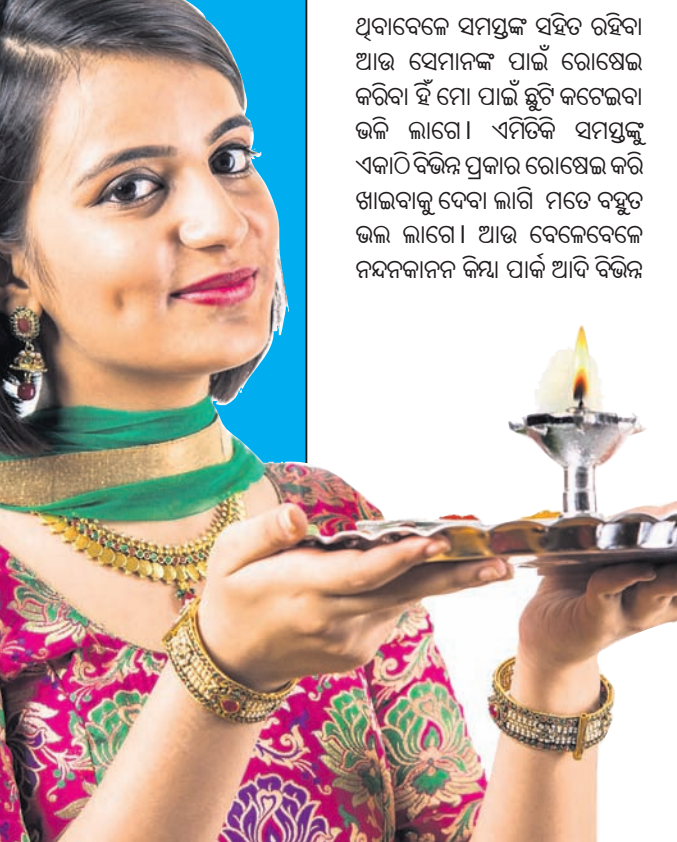 ଥିବାବେଳେ ସମସ୍ତଙ୍କ ସହିତ ରହିବା
ଆଉ ସେମାନଙ୍କ ପାଇଁ ରୋଷେଇ
କରିବା ହିଁ ମୋ ପାଇଁ ଛୁଟି କଟେଇବା
ଭଳି ଲାଗେ। ଏମିତିକି ସମସ୍ତଙ୍କୁ
ଏକାଠି ବିଭିନ୍ନ ପ୍ରକାର ରୋଷେଇ କରି
ଖାଇବାକୁ ଦେବା ଲାଗି ମତେ ବହୁତ
ଭଲ ଲାଗେ। ଆଉ ବେଳେବେଳେ
ନନ୍ଦନକାନନ କିମ୍ବା ପାର୍କ ଆଦି ବିଭିନ୍ନ